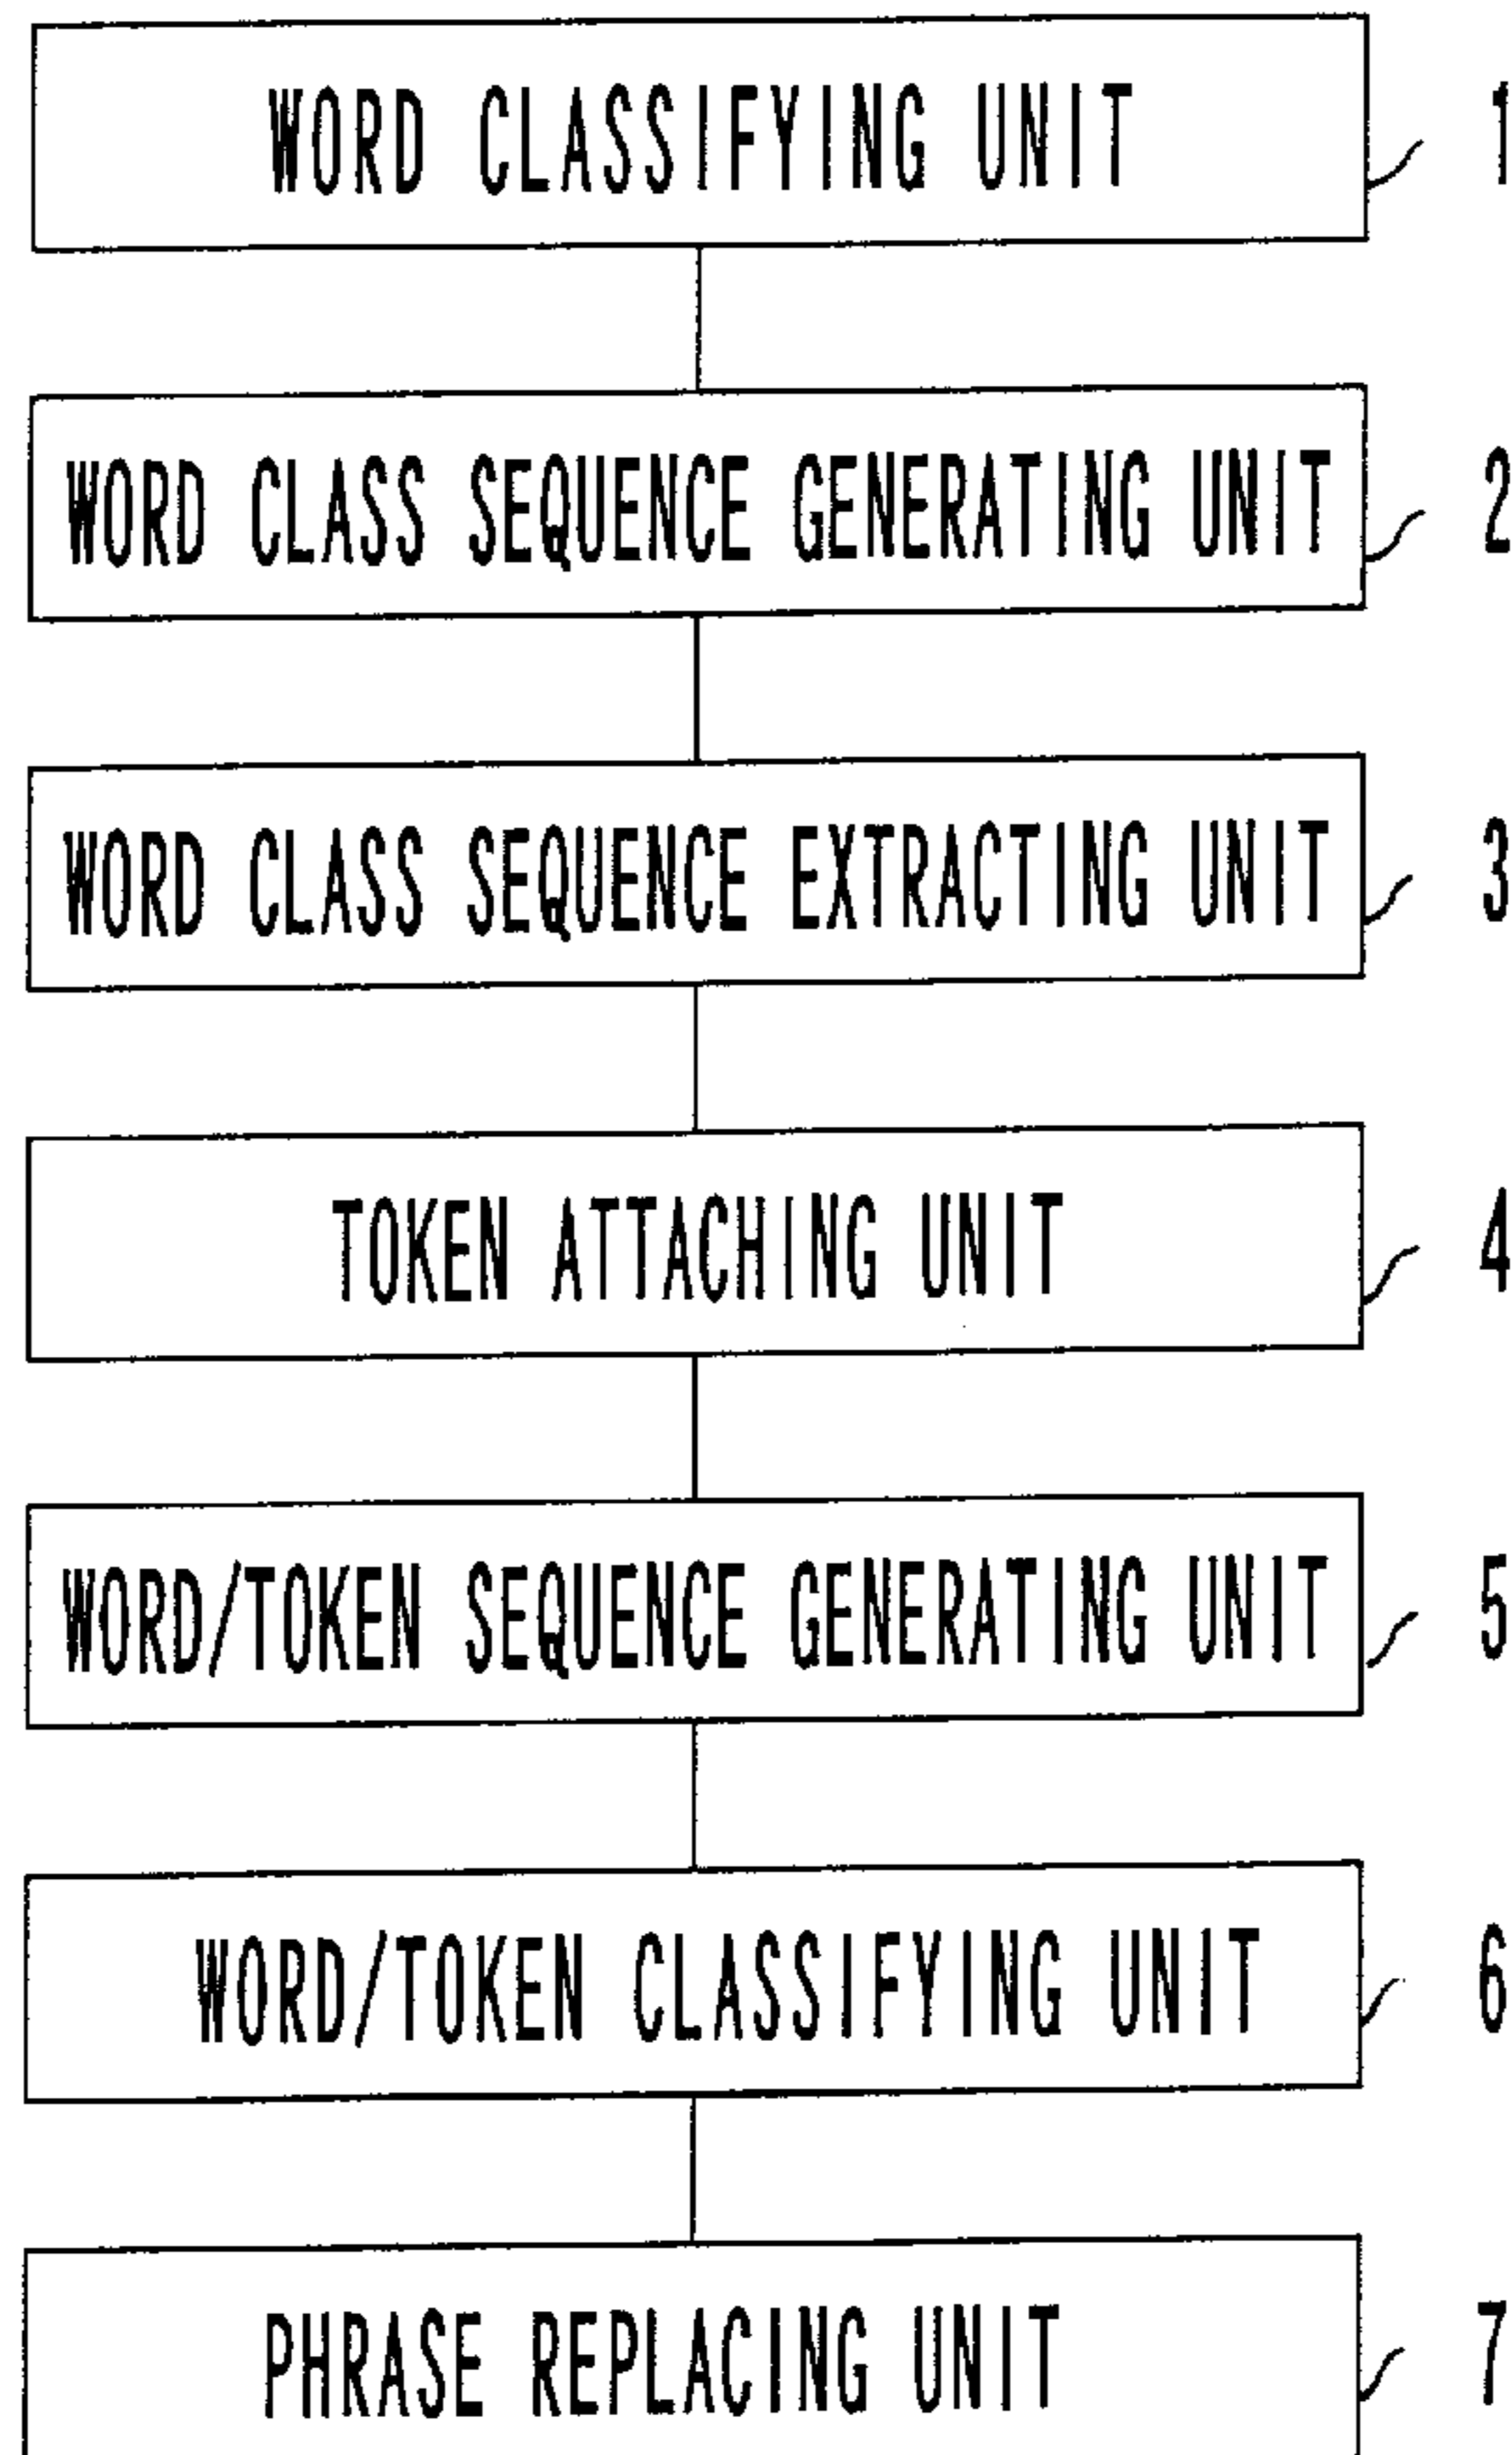 WORD CLASSIFYING UNIT 1
WORD CLASS SEQUENCE GENERATING UNIT 2
WORD CLASS SEQUENCE EXTRACTING UNIT 3
TOKEN ATTACHING UNIT 4
WORD/TOKEN SEQUENCE GENERATING UNIT 5
WORD/TOKEN CLASSIFYING UNIT 6
PHRASE REPLACING UNIT 7